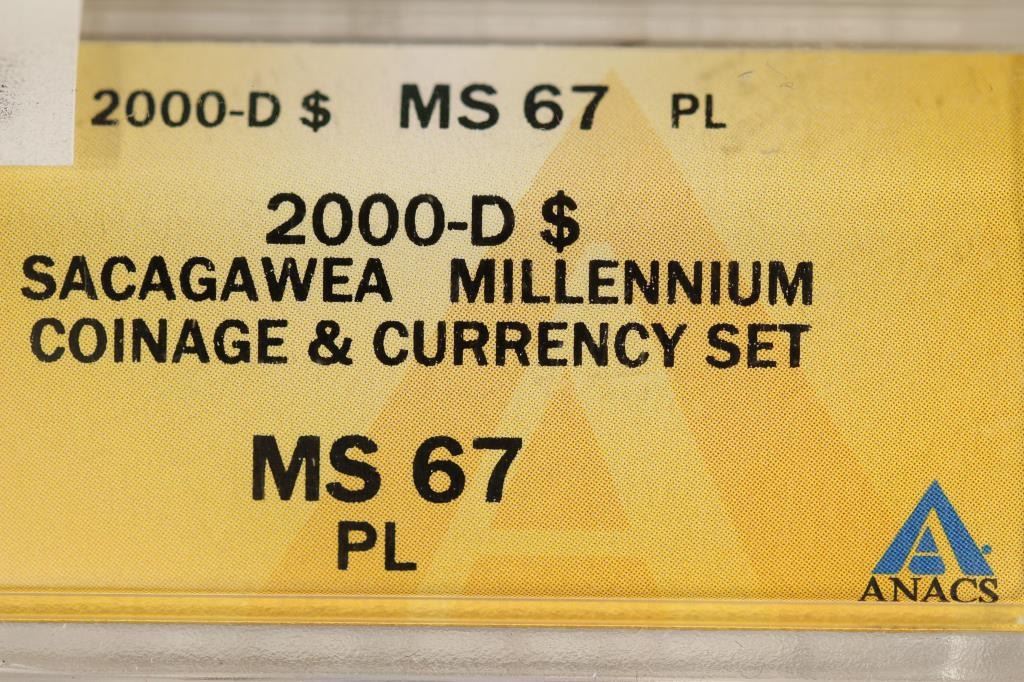 2000-D $ MS 67 PL
2000-D $
SACAGAWEA MILLENNIUM
COINAGE & CURRENCY SET
MS 67
PL
ANACS